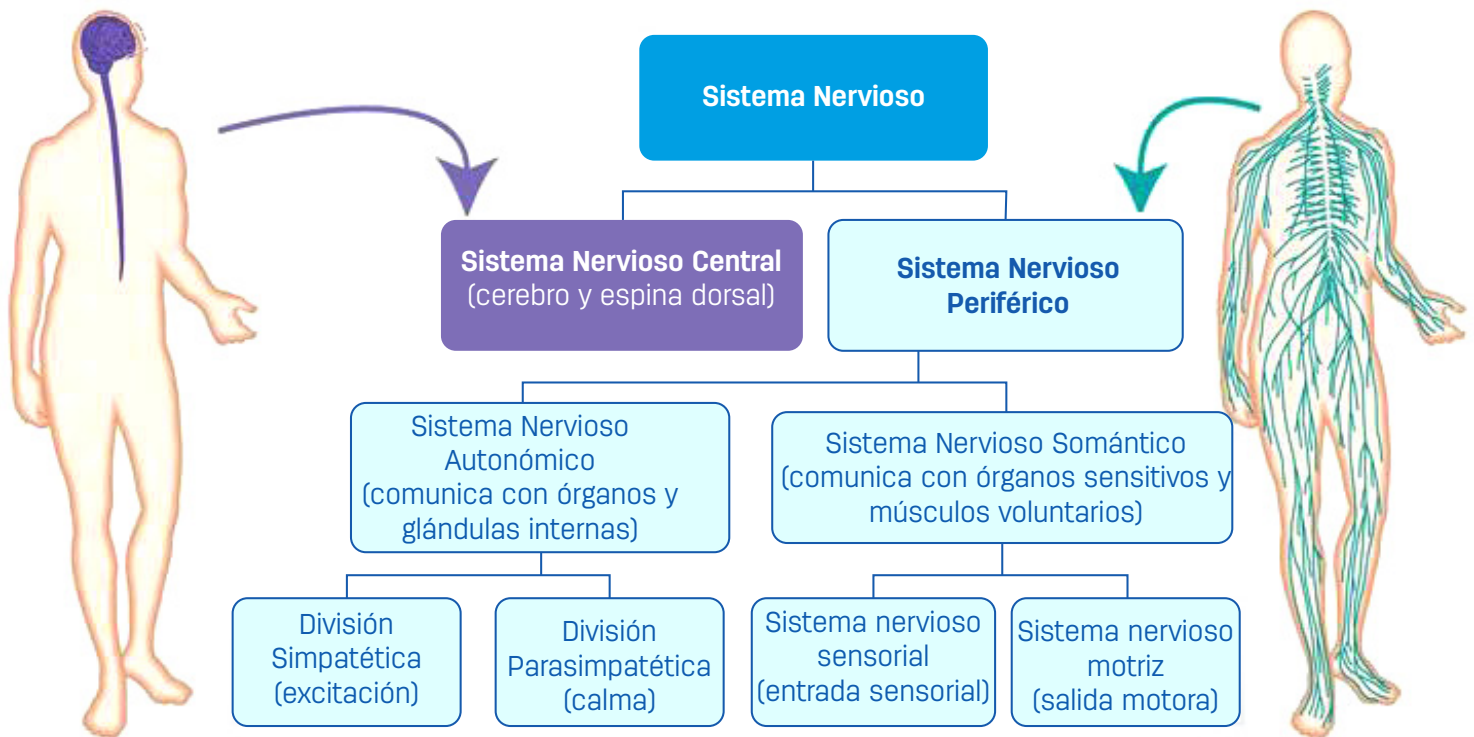 Sistema Nervioso
Sistema Nervioso Central
(cerebro y espina dorsal)
Sistema Nervioso
Periférico
Sistema Nervioso
Autonómico
(comunica con órganos y
glándulas internas)
Sistema Nervioso Somántico
(comunica con órganos sensitivos y
músculos voluntarios)
División
Simpatética
(excitación)
División
Parasimpatética
(calma)
Sistema nervioso
sensorial
(entrada sensorial)
Sistema nervioso
motriz
(salida motora)